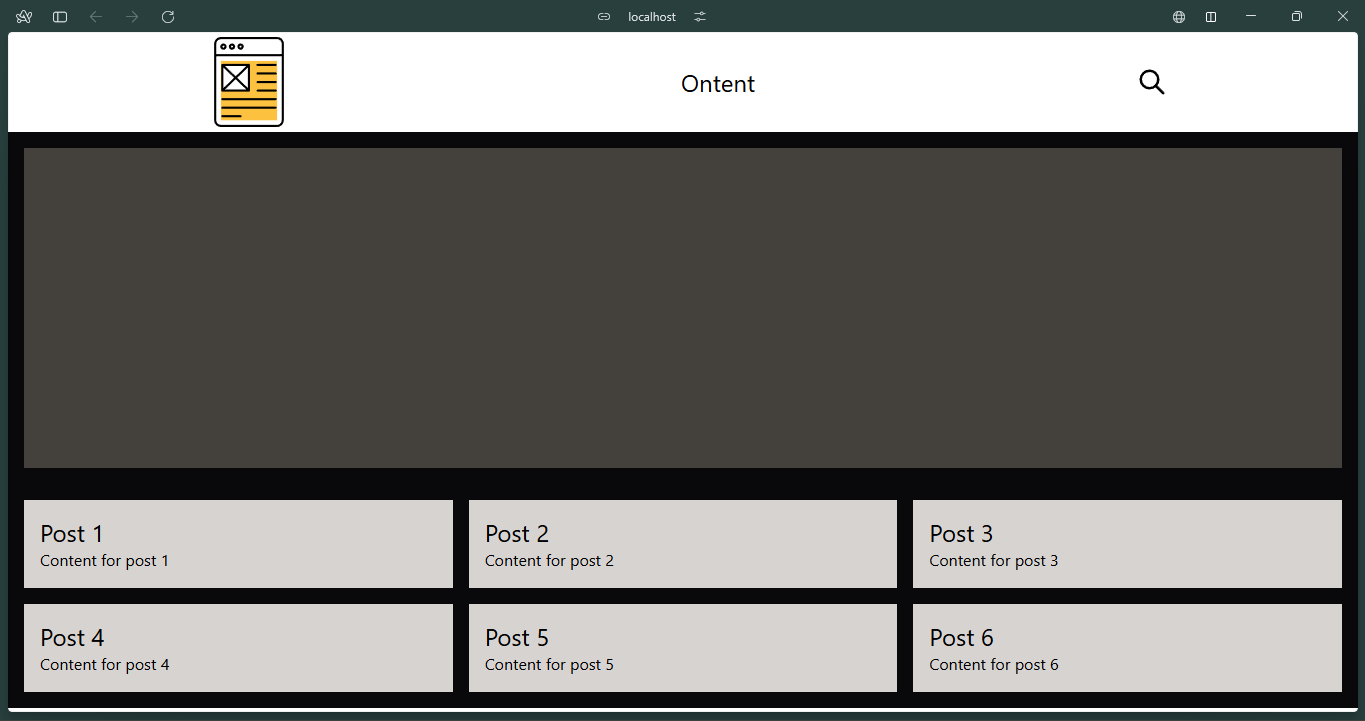 localhost
Ontent
Post 1
Content for post 1
Post 2
Content for post 2
Post 3
Content for post 3
Post 4
Content for post 4
Post 5
Content for post 5
Post 6
Content for post 6